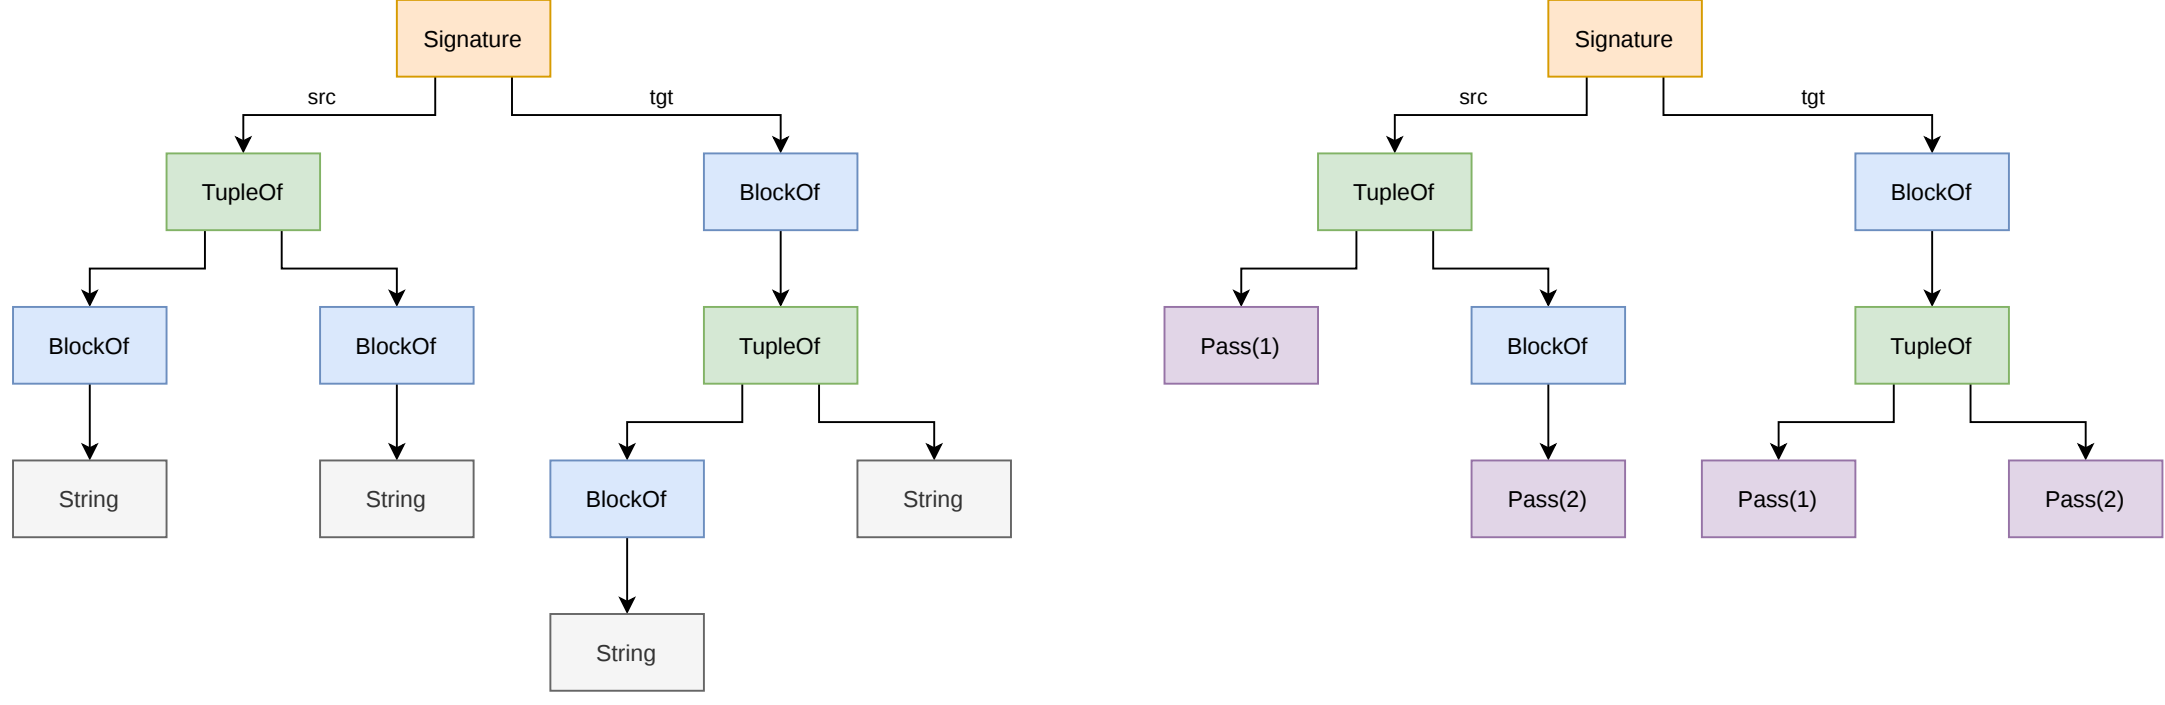 Signature
Signature
src
tgt
src
tgt
TupleOf
BlockOf
TupleOf
BlockOf
BlockOf
BlockOf
TupleOf
Pass(1)
BlockOf
TupleOf
String
String
BlockOf
String
Pass(2)
Pass(1)
Pass(2)
String